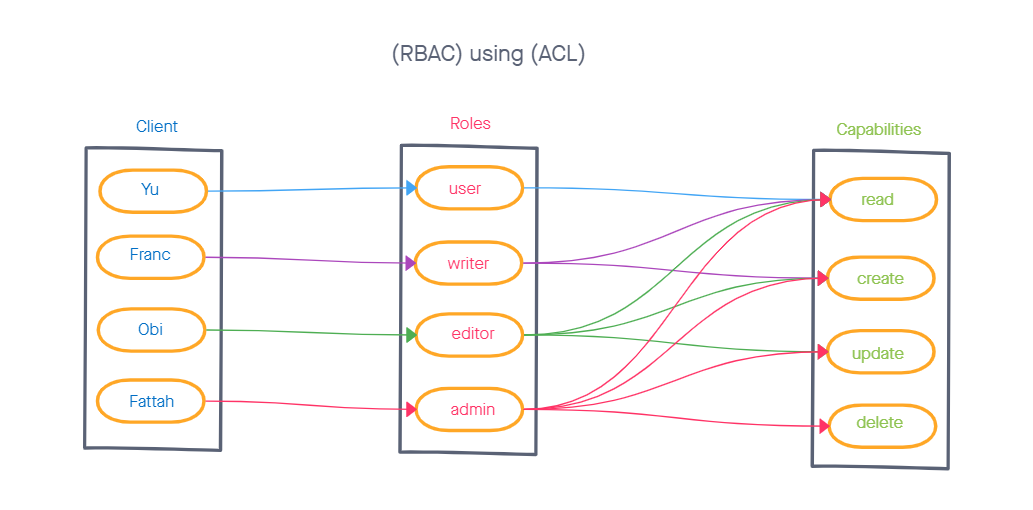 (RBAC) using (ACL)
Client
Yu
Franc
Obi
Fattah
Roles
user
writer
editor
admin
Capabilities
read
create
update
delete